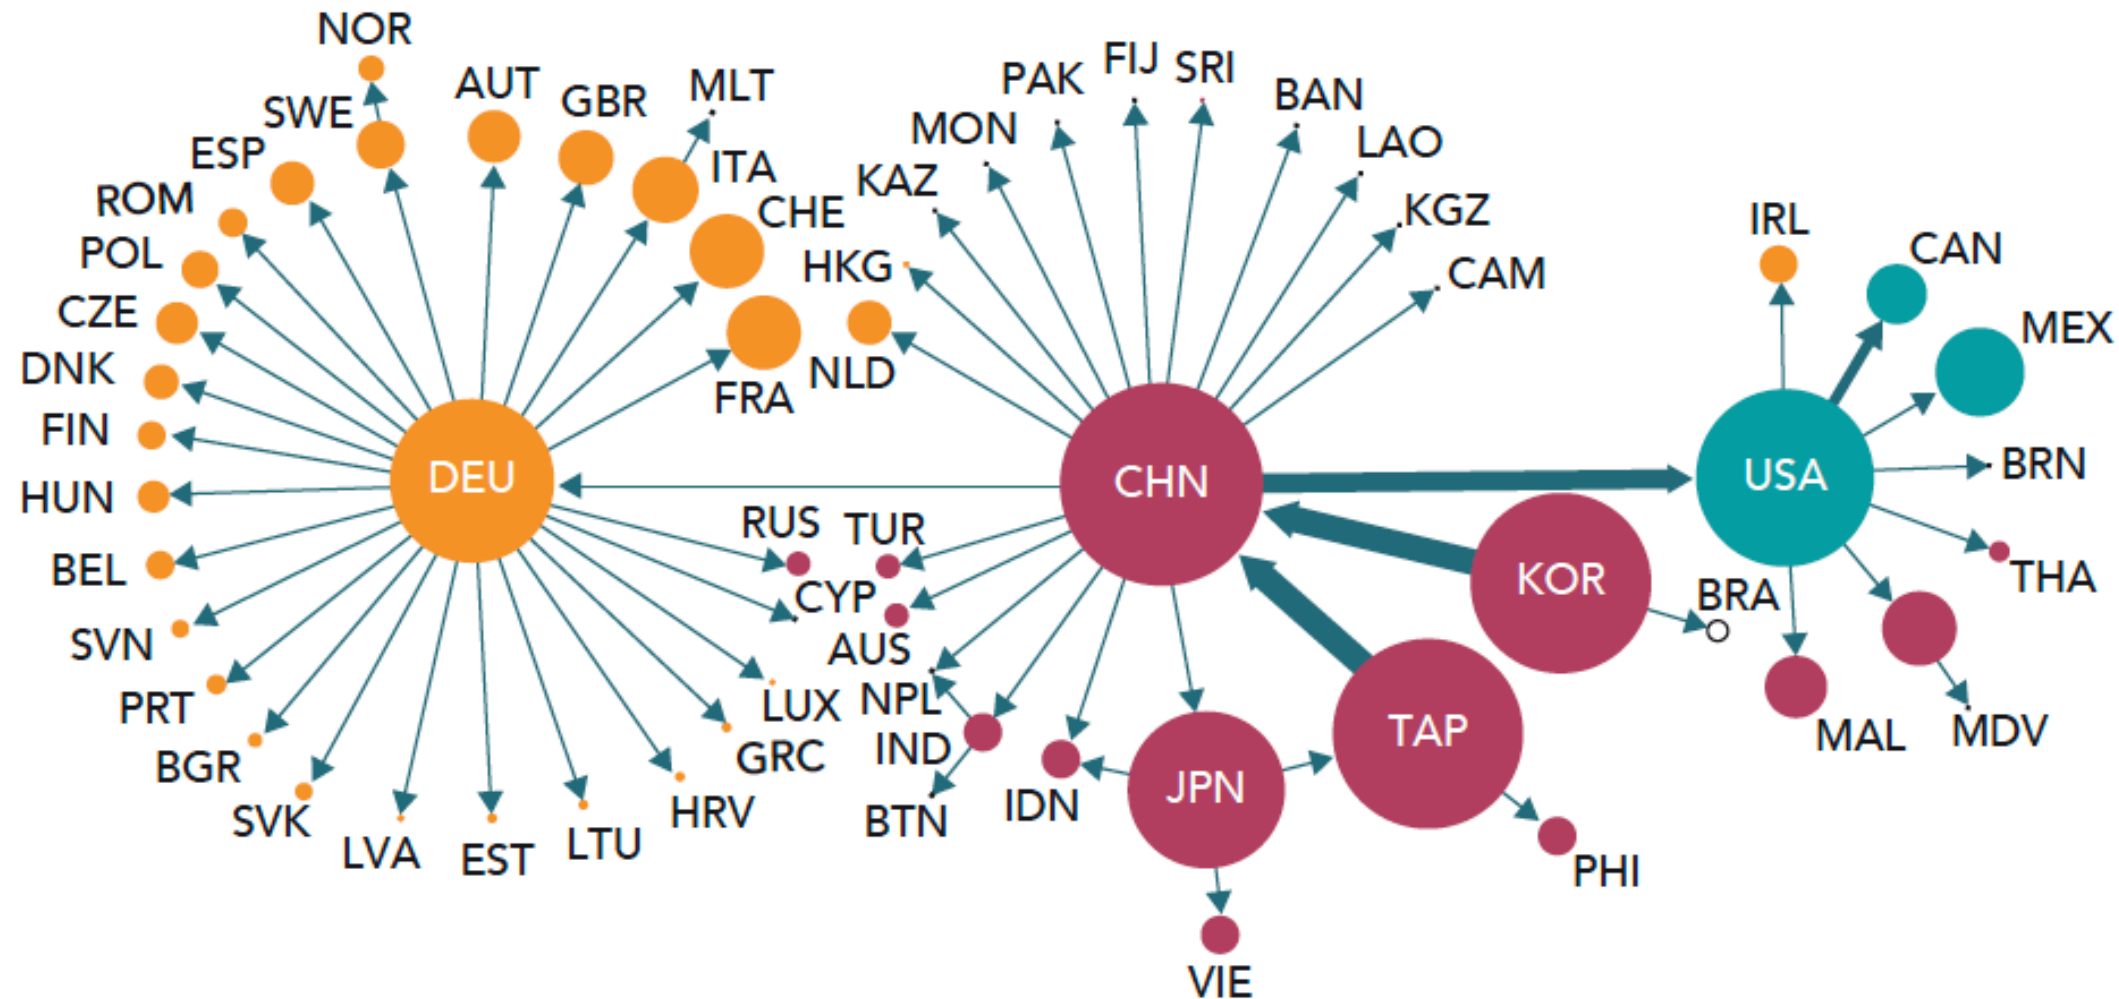 NOR
AUT
SWE
GBR
MLT
ESP
ITA
ROM
CHE
POL
CZE
FRA
DNK
FIN
HUN
BEL
DEU
SVN
PRT
BGR
SVK
LVA
EST
LTU
HRV
GRC
LUX
CYP
RUS
FIJ
SRI
PAK
BAN
MON
LAO
KAZ
KGZ
HKG
CAM
NLD
CHN
TUR
AUS
NPL
IND
BTN
IDN
JPN
VIE
TAP
PHI
KOR
BRA
IRL
CAN
MEX
USA
BRN
THA
MAL
MDV